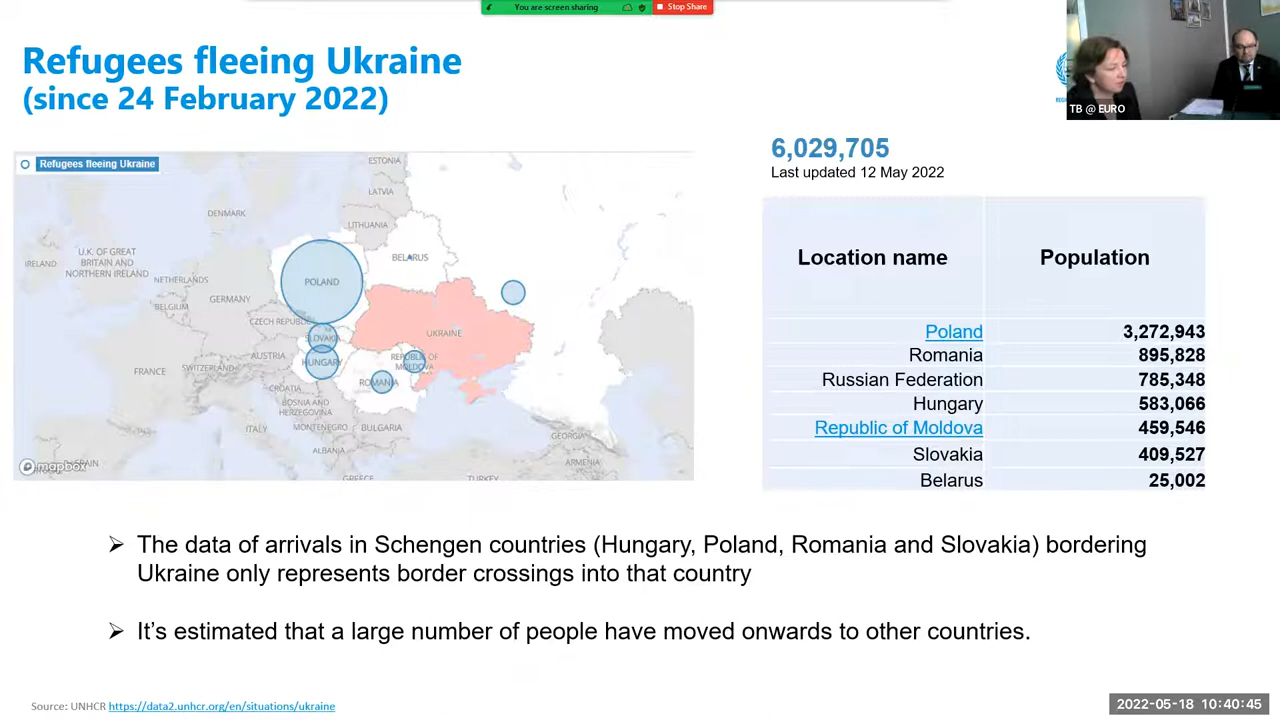 You are screen sharing
Stop Share
Refugees fleeing Ukraine
(since 24 February 2022)
TB @ EURO
Refugees fleeing Ukraine
ESTONIA
LATVIA
DENMARK
LITHUANIA
U.K. OF GREAT
BRITAIN AND
NORTHERN IRELAND
IRELAND
BELARUS
NETHERLANDS
POLAND
BELGIUM
GERMANY
CZECH REPUBLIC
UKRAINE
SLOVAKIA
AUSTRIA
HUNGARY
REPUBLIC OF
MOLDOVA
FRANCE
SWITZERLAND
ROMANIA
CROATIA
BOSNIA AND
HERZEGOVINA
ITALY
MONTENEGRO
BULGARIA
GEORGIA
ALBANIA
ARMENIA
mapbox
GREECE
TURKEY
6,029,705
Last updated 12 May 2022
Location name Population
Poland 3,272,943
Romania 895,828
Russian Federation 785,348
Hungary 583,066
Republic of Moldova 459,546
Slovakia 409,527
Belarus 25,002
➢ The data of arrivals in Schengen countries (Hungary, Poland, Romania and Slovakia) bordering
Ukraine only represents border crossings into that country
➢ It’s estimated that a large number of people have moved onwards to other countries.
Source: UNHCR https://data2.unhcr.org/en/situations/ukraine
2022-05-18 10:40:45